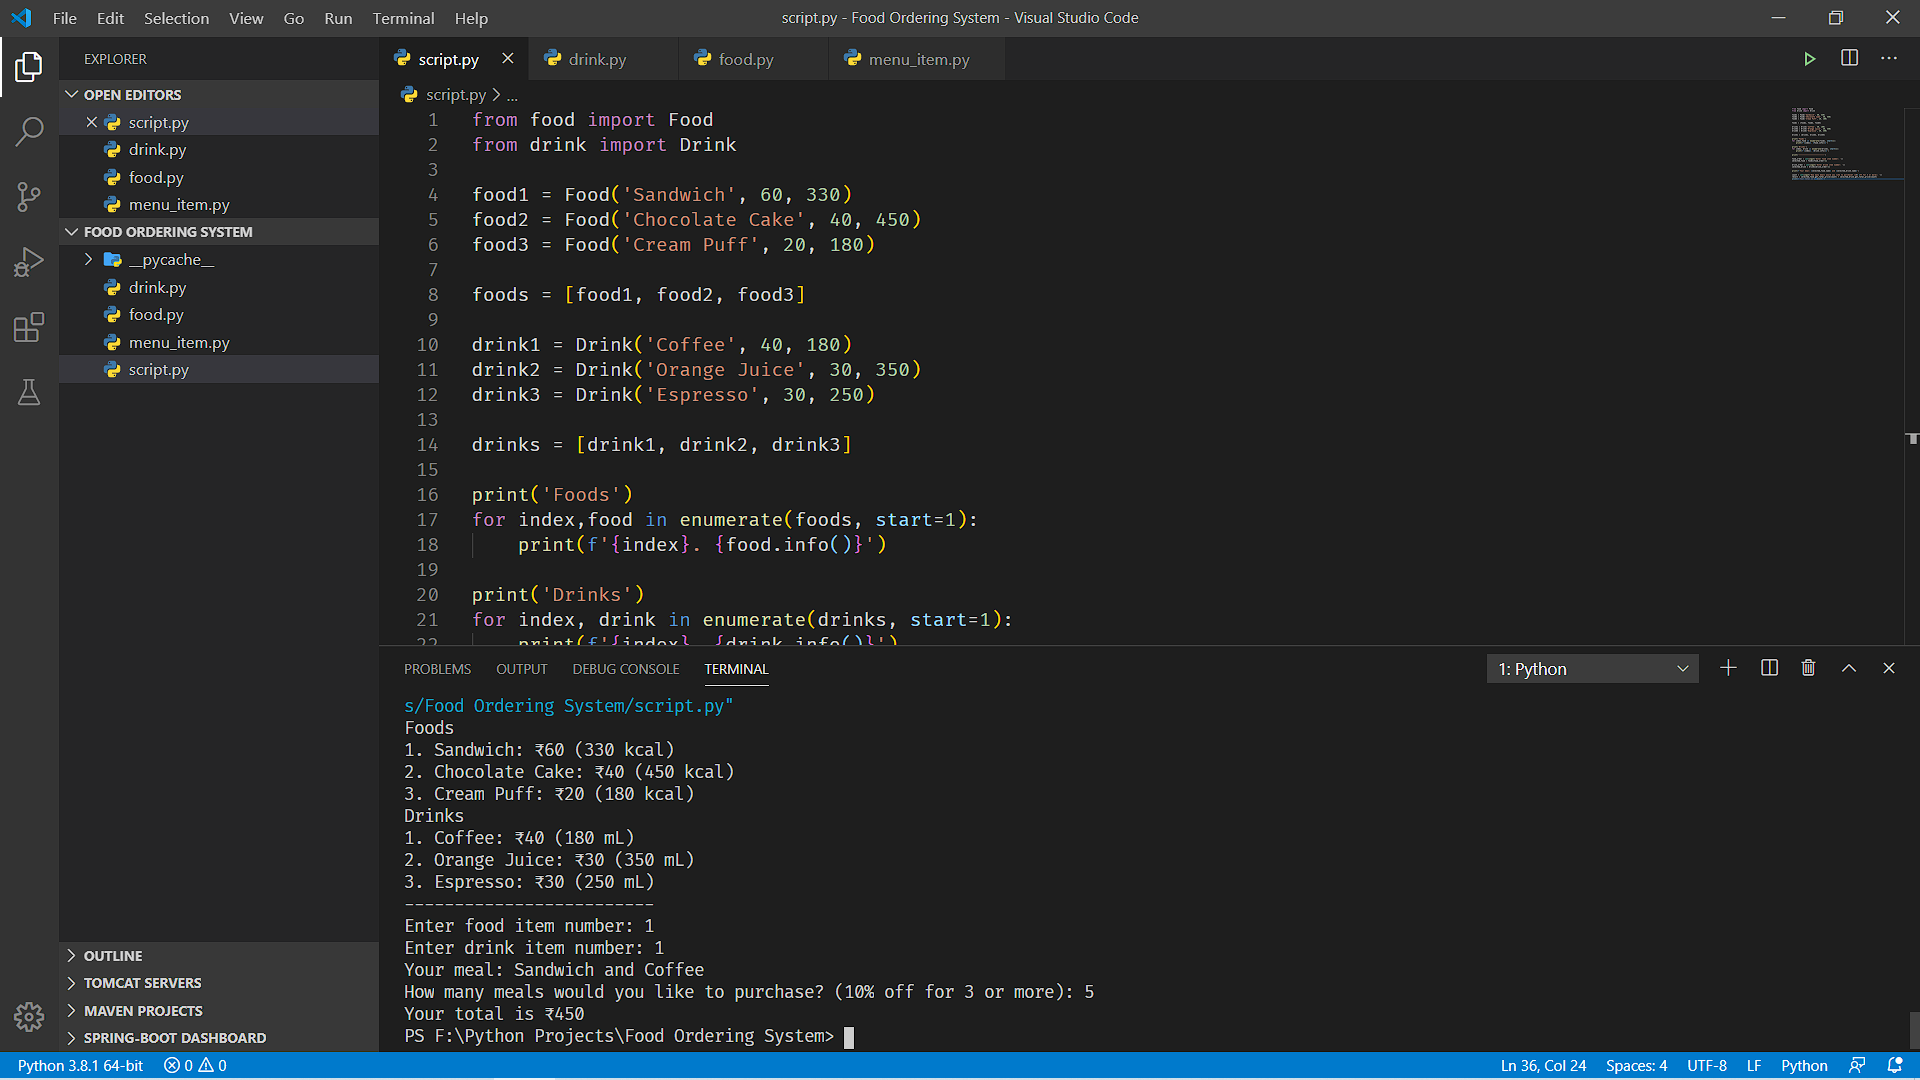 File Edit Selection View Go Run Terminal Help
script.py - Food Ordering System - Visual Studio Code
EXPLORER
OPEN EDITORS
script.py
drink.py
food.py
menu_item.py
FOOD ORDERING SYSTEM
__pycache__
drink.py
food.py
menu_item.py
script.py
OUTLINE
TOMCAT SERVERS
MAVEN PROJECTS
SPRING-BOOT DASHBOARD
script.py drink.py food.py menu_item.py
script.py > ...
1 from food import Food
2 from drink import Drink
3
4 food1 = Food('Sandwich', 60, 330)
5 food2 = Food('Chocolate Cake', 40, 450)
6 food3 = Food('Cream Puff', 20, 180)
7
8 foods = [food1, food2, food3]
9
10 drink1 = Drink('Coffee', 40, 180)
11 drink2 = Drink('Orange Juice', 30, 350)
12 drink3 = Drink('Espresso', 30, 250)
13
14 drinks = [drink1, drink2, drink3]
15
16 print('Foods')
17 for index,food in enumerate(foods, start=1):
18     print(f'{index}. {food.info()}')
19
20 print('Drinks')
21 for index, drink in enumerate(drinks, start=1):
22     print(f'{index}. {drink.info()}')
PROBLEMS OUTPUT DEBUG CONSOLE TERMINAL
1: Python
s/Food Ordering System/script.py"
Foods
1. Sandwich: ₹60 (330 kcal)
2. Chocolate Cake: ₹40 (450 kcal)
3. Cream Puff: ₹20 (180 kcal)
Drinks
1. Coffee: ₹40 (180 mL)
2. Orange Juice: ₹30 (350 mL)
3. Espresso: ₹30 (250 mL)
-------------------------
Enter food item number: 1
Enter drink item number: 1
Your meal: Sandwich and Coffee
How many meals would you like to purchase? (10% off for 3 or more): 5
Your total is ₹450
PS F:\Python Projects\Food Ordering System>
Python 3.8.1 64-bit 0 0
Ln 36, Col 24 Spaces: 4 UTF-8 LF Python